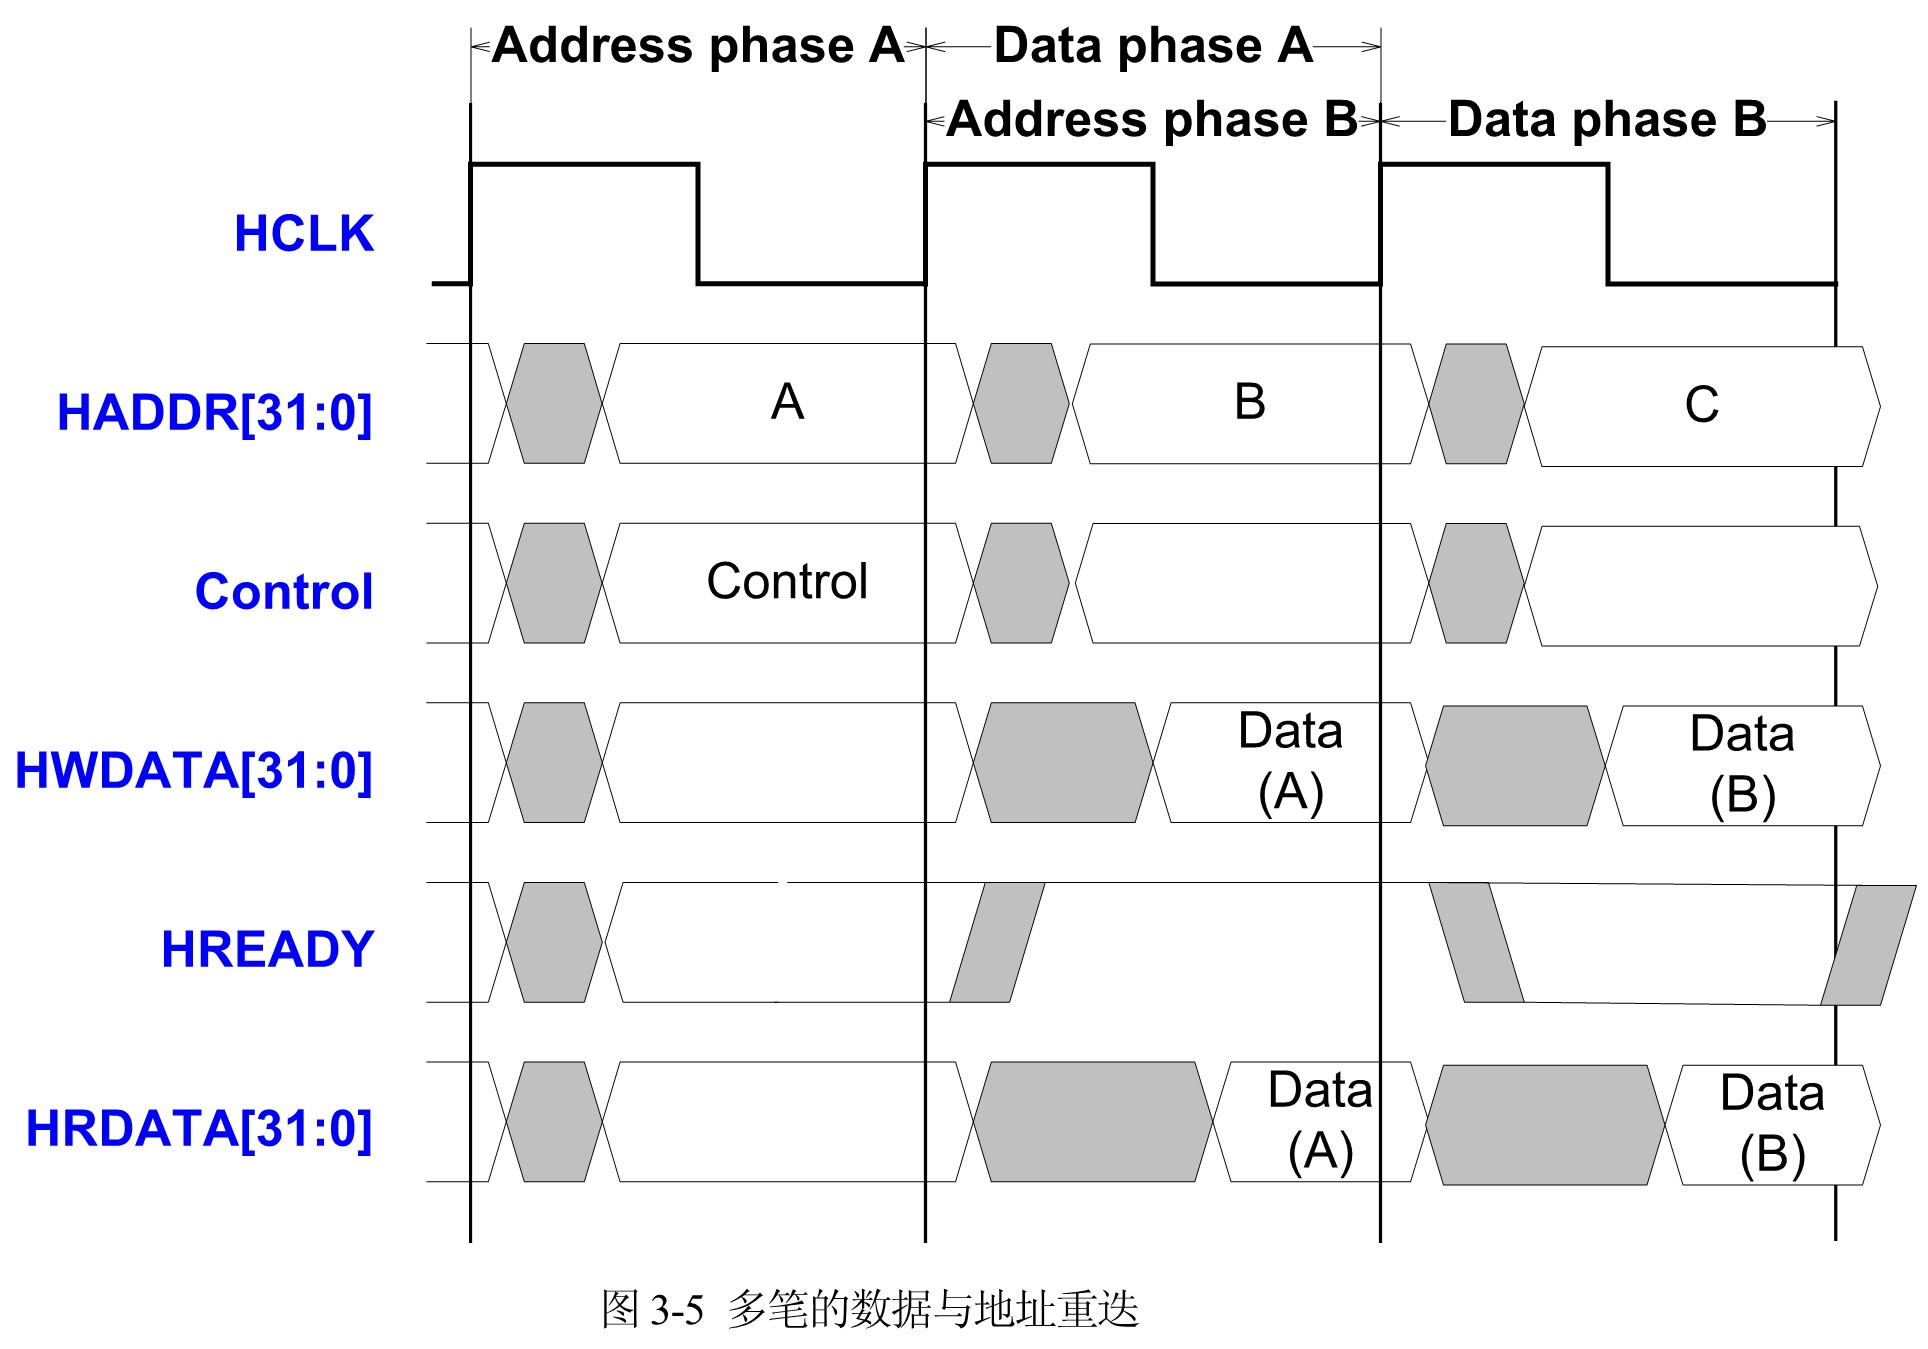 Address phase A
Data phase A
Address phase B
Data phase B
HCLK
HADDR[31:0]
A
B
C
Control
Control
HWDATA[31:0]
Data
(A)
Data
(B)
HREADY
HRDATA[31:0]
Data
(A)
Data
(B)
图 3-5 多笔的数据与地址重迭